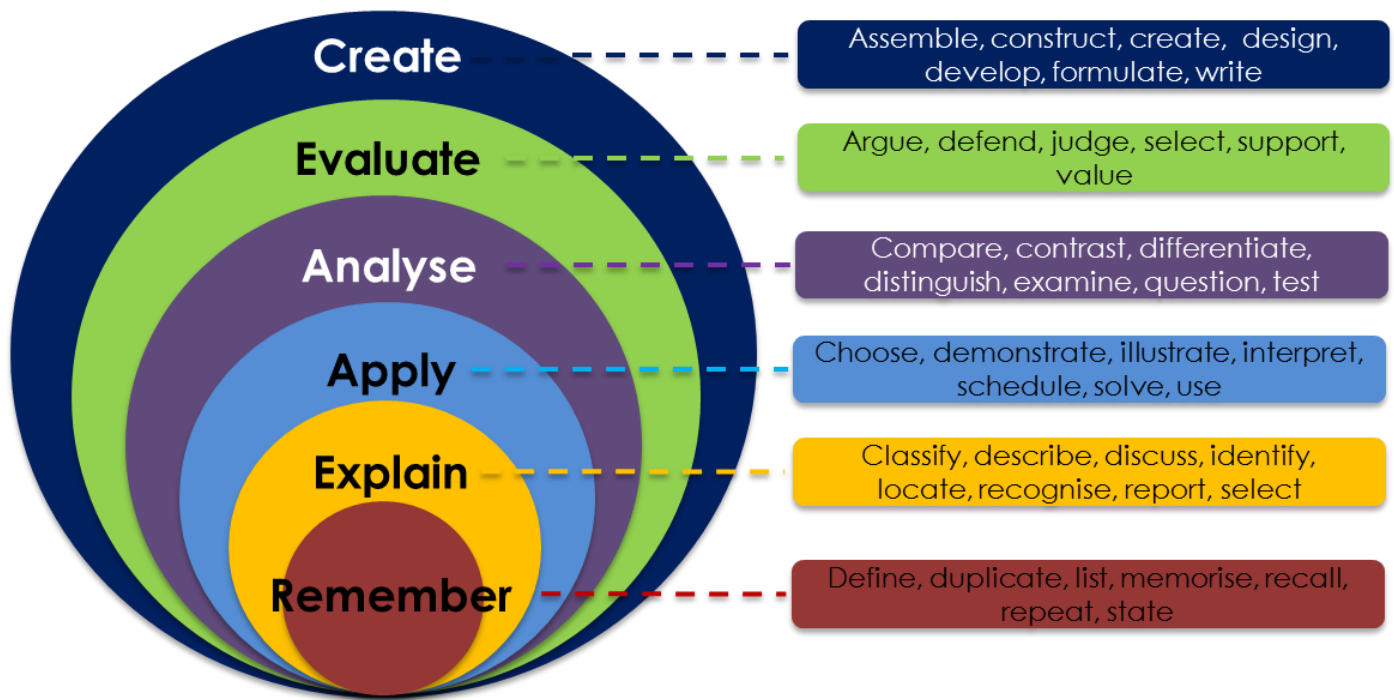 Create
Assemble, construct, create, design,
develop, formulate, write
Evaluate
Argue, defend, judge, select, support,
value
Analyse
Compare, contrast, differentiate,
distinguish, examine, question, test
Apply
Choose, demonstrate, illustrate, interpret,
schedule, solve, use
Explain
Classify, describe, discuss, identify,
locate, recognise, report, select
Remember
Define, duplicate, list, memorise, recall,
repeat, state